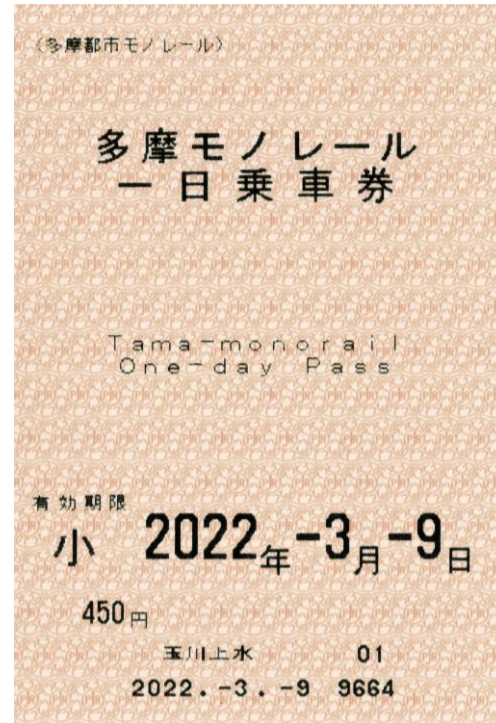 (多摩都市モノレール)
多摩モノレール
一日乗車券
Tama-monorail
One-day Pass
有効期限
小 2022年-3月-9日
450円
玉川上水 01
2022.-3.-9 9664